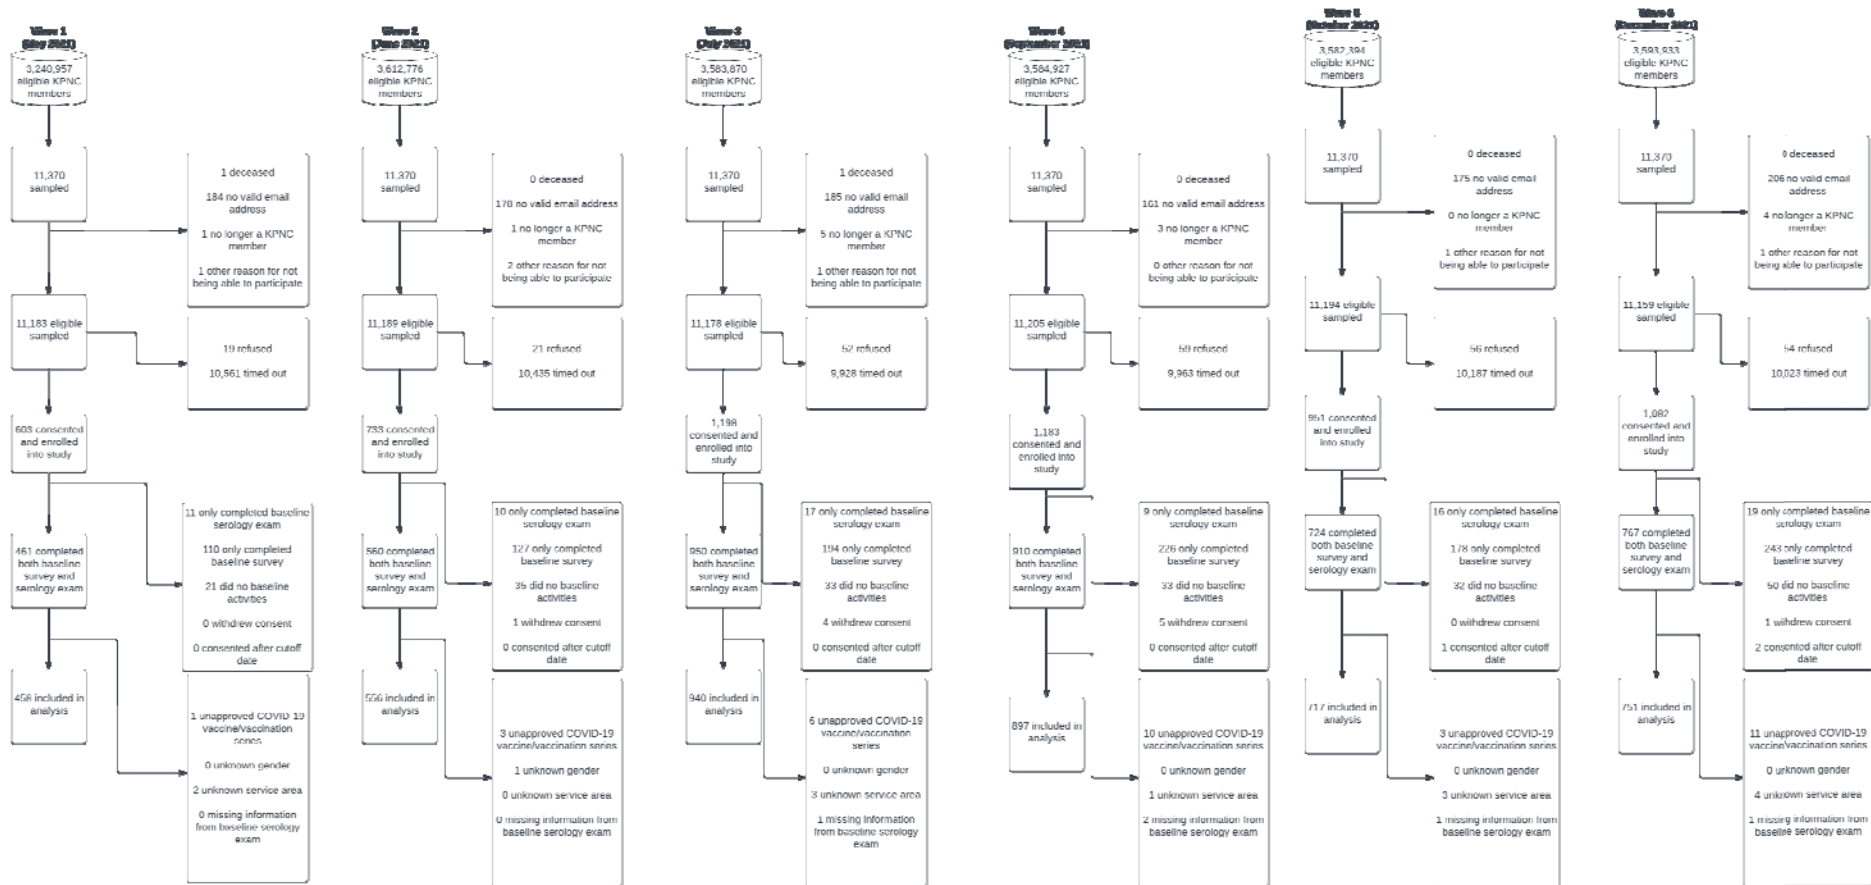 Wave 1
(May 2021)
3,240,957
eligible KPNC
members
11,370
sampled
1 deceased
184 no valid email
address
1 no longer a KPNC
member
1 other reason for not
being able to participate
11,183 eligible
sampled
19 refused
10,561 timed out
603 consented
and enrolled
into study
11 only completed baseline
serology exam
110 only completed
baseline survey
21 did no baseline
activities
0 withdrew consent
0 consented after cutoff
date
461 completed
both baseline
survey and
serology exam
458 included in
analysis
1 unapproved COVID-19
vaccine/vaccination
series
0 unknown gender
2 unknown service area
0 missing information
from baseline serology
exam
Wave 2
(June 2021)
3,612,776
eligible KPNC
members
11,370
sampled
0 deceased
178 no valid email address
1 no longer a KPNC
member
2 other reason for not
being able to participate
11,189 eligible
sampled
21 refused
10,435 timed out
733 consented
and enrolled
into study
10 only completed baseline
serology exam
127 only completed
baseline survey
35 did no baseline
activities
1 withdrew consent
0 consented after cutoff
date
560 completed
both baseline
survey and
serology exam
556 included in
analysis
3 unapproved COVID-19
vaccine/vaccination series
1 unknown gender
0 unknown service area
0 missing information from
baseline serology exam
Wave 3
(July 2021)
3,583,870
eligible KPNC
members
11,370
sampled
1 deceased
185 no valid email
address
5 no longer a KPNC
member
1 other reason for not
being able to participate
11,178 eligible
sampled
52 refused
9,928 timed out
1,198
consented and
enrolled into
study
17 only completed baseline
serology exam
194 only completed
baseline survey
33 did no baseline
activities
4 withdrew consent
0 consented after cutoff
date
950 completed
both baseline
survey and
serology exam
940 included in
analysis
6 unapproved COVID-19
vaccine/vaccination
series
0 unknown gender
3 unknown service area
1 missing information
from baseline serology
exam
Wave 4
(September 2021)
3,584,927
eligible KPNC
members
11,370
sampled
0 deceased
161 no valid email address
3 no longer a KPNC
member
0 other reason for not
being able to participate
11,205 eligible
sampled
59 refused
9,963 timed out
1,183
consented and
enrolled into
study
9 only completed baseline
serology exam
226 only completed
baseline survey
33 did no baseline
activities
5 withdrew consent
0 consented after cutoff
date
910 completed
both baseline
survey and
serology exam
897 included in
analysis
10 unapproved COVID-19
vaccine/vaccination series
0 unknown gender
1 unknown service area
2 missing information from
baseline serology exam
Wave 5
(October 2021)
3,582,394
eligible KPNC
members
11,370
sampled
0 deceased
175 no valid email
address
0 no longer a KPNC
member
1 other reason for not
being able to participate
11,194 eligible
sampled
56 refused
10,187 timed out
951 consented
and enrolled
into study
16 only completed baseline
serology exam
178 only completed
baseline survey
32 did no baseline
activities
0 withdrew consent
1 consented after cutoff
date
724 completed
both baseline
survey and
serology exam
717 included in
analysis
3 unapproved COVID-19
vaccine/vaccination series
0 unknown gender
3 unknown service area
1 missing information from
baseline serology exam
Wave 6
(December 2021)
3,593,933
eligible KPNC
members
11,370
sampled
0 deceased
206 no valid email
address
4 no longer a KPNC
member
1 other reason for not
being able to participate
11,159 eligible
sampled
54 refused
10,023 timed out
1,082
consented and
enrolled into
study
19 only completed baseline
serology exam
243 only completed
baseline survey
50 did no baseline
activities
1 withdrew consent
2 consented after cutoff
date
767 completed
both baseline
survey and
serology exam
751 included in
analysis
11 unapproved COVID-19
vaccine/vaccination series
0 unknown gender
4 unknown service area
1 missing information from
baseline serology exam